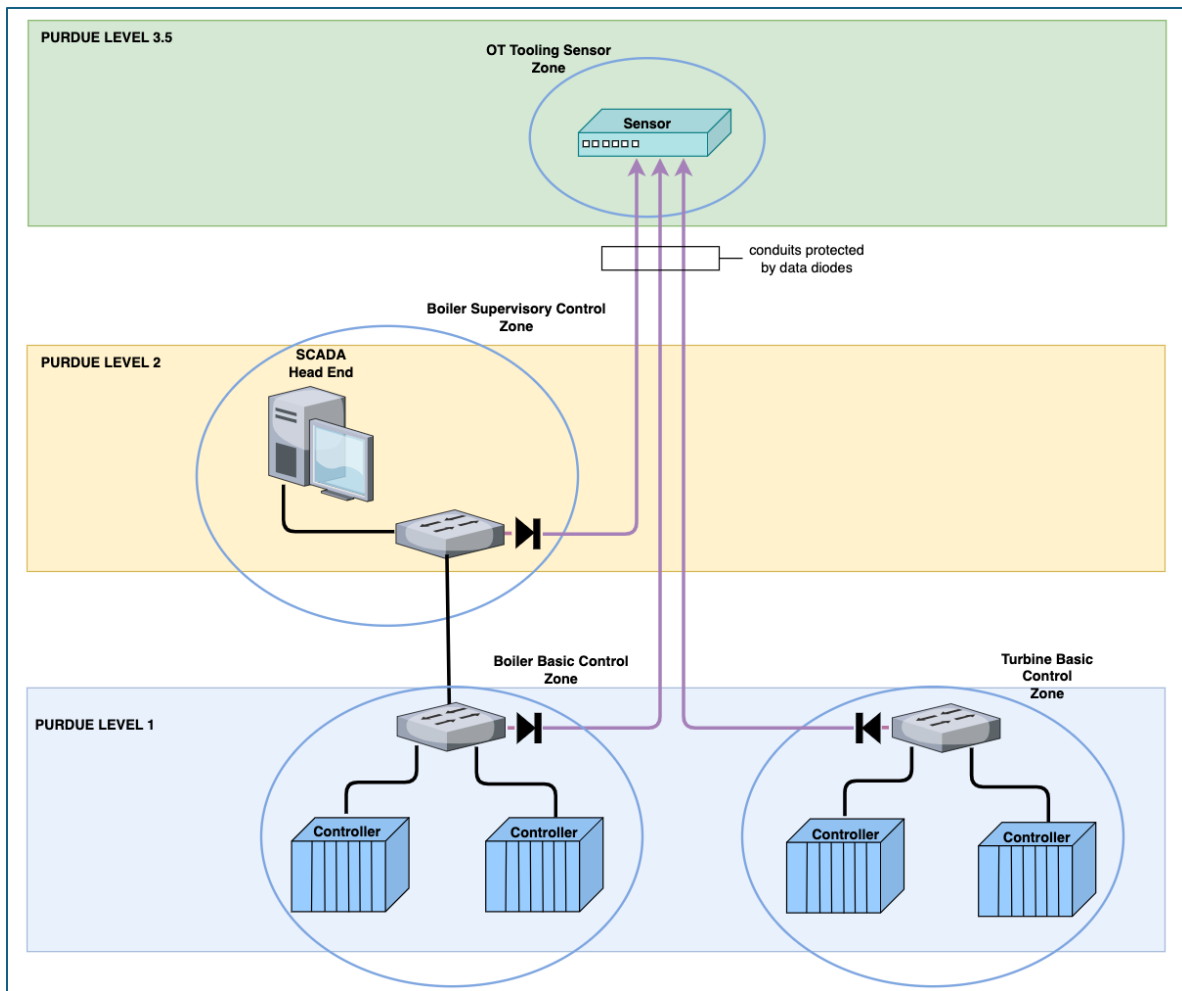 PURDUE LEVEL 3.5
OT Tooling Sensor
Zone
Sensor
conduits protected
by data diodes
Boiler Supervisory Control
Zone
PURDUE LEVEL 2
SCADA
Head End
Boiler Basic Control
Zone
Turbine Basic
Control
Zone
PURDUE LEVEL 1
Controller
Controller
Controller
Controller